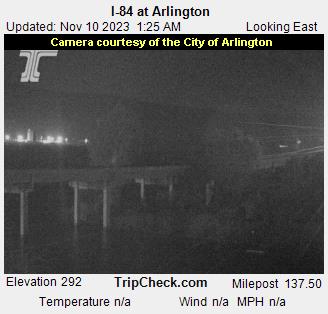 I-84 at Arlington
Updated: Nov 10 2023 1:25 AM Looking East
Camera courtesy of the City of Arlington
Elevation 292 TripCheck.com Milepost 137.50
Temperature n/a Wind n/a MPH n/a